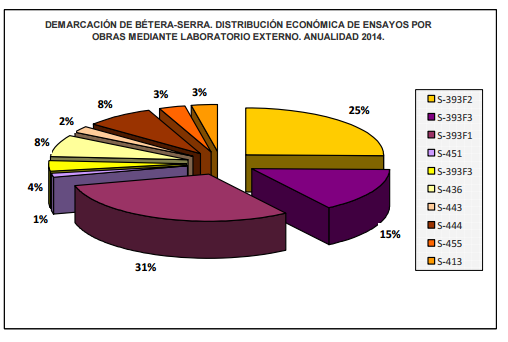 DEMARCACIÓN DE BÉTERA-SERRA. DISTRIBUCIÓN ECONÓMICA DE ENSAYOS POR
OBRAS MEDIANTE LABORATORIO EXTERNO. ANUALIDAD 2014.
3%
3%
8%
25%
2%
8%
4%
1%
15%
31%
S-393F2
S-393F3
S-393F1
S-451
S-393F3
S-436
S-443
S-444
S-455
S-413